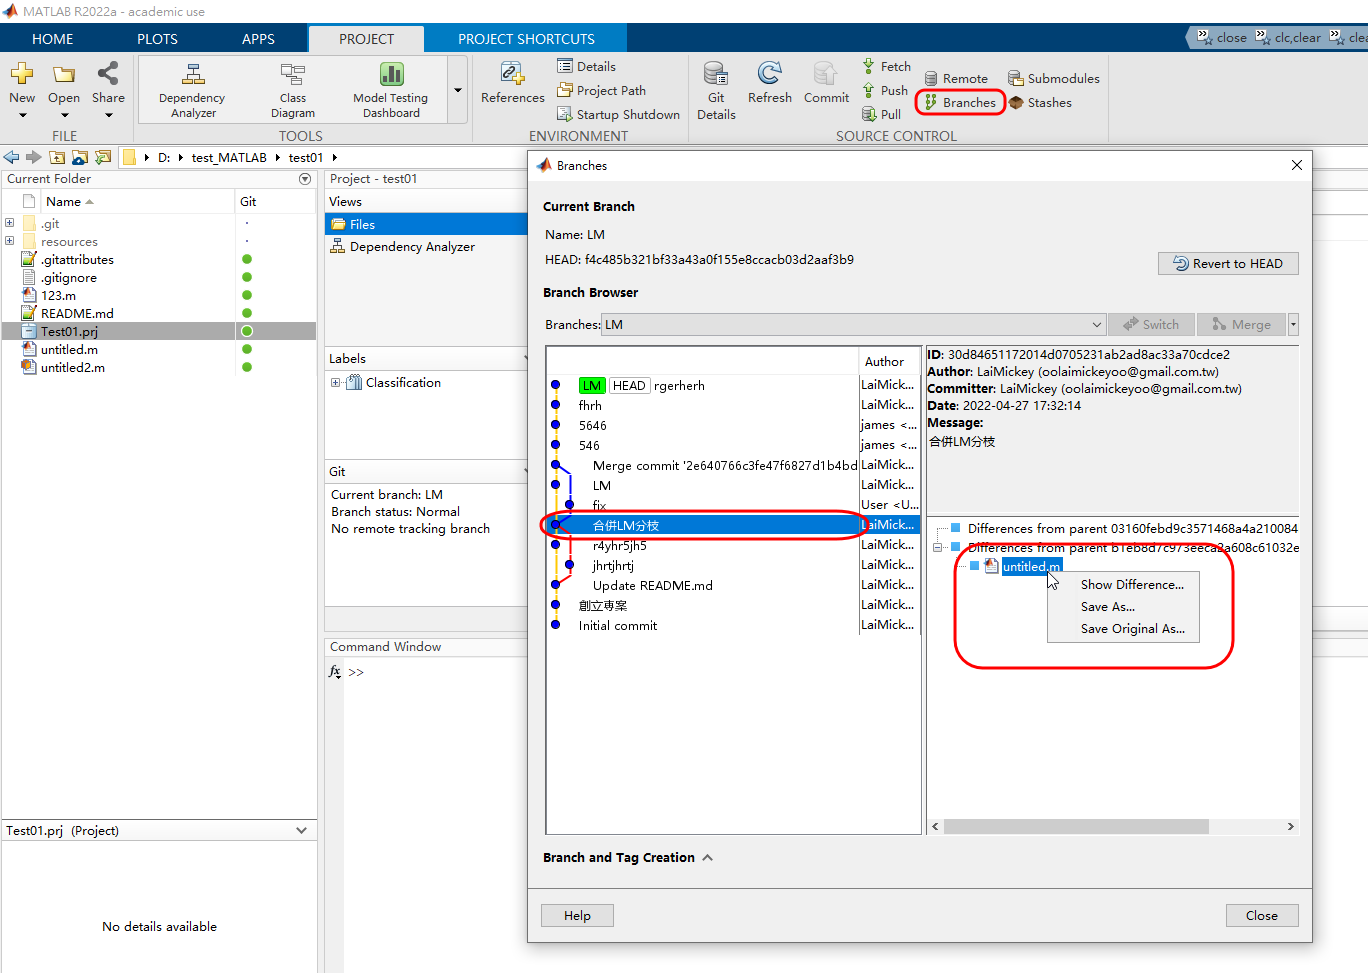 MATLAB R2022a - academic use
HOME PLOTS APPS PROJECT PROJECT SHORTCUTS close clc,clear
New Open Share
FILE
Dependency Analyzer
Class Diagram
Model Testing Dashboard
TOOLS
References
Details
Project Path
Startup Shutdown
ENVIRONMENT
Git Details
Refresh
Commit
Fetch
Push
Pull
Remote
Branches
Submodules
Stashes
SOURCE CONTROL
D: test_MATLAB test01
Current Folder
Name Git
.git
resources
.gitattributes
.gitignore
123.m
README.md
Test01.prj
untitled.m
untitled2.m
Test01.prj (Project)
No details available
Project - test01
Views
Files
Dependency Analyzer
Labels
Classification
Git
Current branch: LM
Branch status: Normal
No remote tracking branch
Command Window
fx >>
Branches
Current Branch
Name: LM
HEAD: f4c485b321bf33a43a0f155e8ccacb03d2aaf3b9
Revert to HEAD
Branch Browser
Branches: LM Switch Merge
Author
LM HEAD rgerherh LaiMick...
fhrh LaiMick...
5646 james <...
546 james <...
Merge commit '2e640766c3fe47f6827d1b4bd LaiMick...
LM LaiMick...
fix User <U...
合併LM分枝 LaiMick...
r4yhr5jh5 LaiMick...
jhrtjhrtj LaiMick...
Update README.md LaiMick...
創立專案 LaiMick...
Initial commit LaiMick...
ID: 30d84651172014d0705231ab2ad8ac33a70cdce2
Author: LaiMickey (oolaimickeyoo@gmail.com.tw)
Committer: LaiMickey (oolaimickeyoo@gmail.com.tw)
Date: 2022-04-27 17:32:14
Message:
合併LM分枝
Differences from parent 03160febd9c3571468a4a210084
Differences from parent b1eb8d7c973eeca2a608c61032e
untitled.m
Show Difference...
Save As...
Save Original As...
Branch and Tag Creation
Help Close